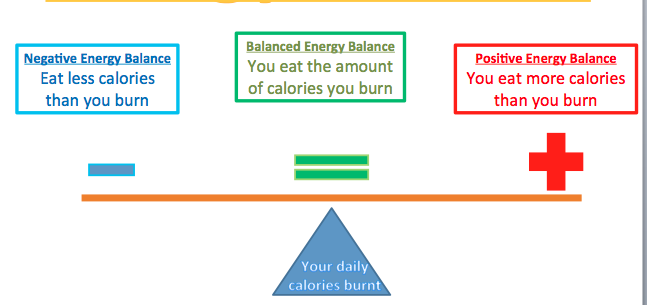 Negative Energy Balance
Eat less calories
than you burn
Balanced Energy Balance
You eat the amount
of calories you burn
Positive Energy Balance
You eat more calories
than you burn
Your daily
calories burnt